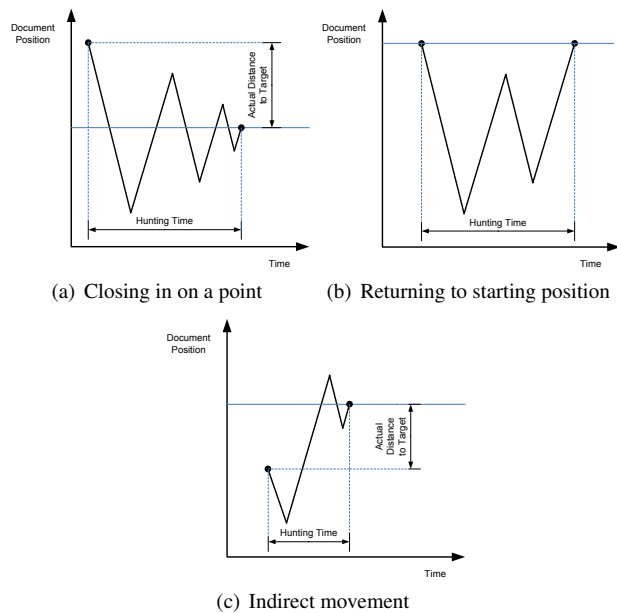 Document
Position
Actual Distance
to Target
Hunting Time
Time
(a) Closing in on a point
Document
Position
Hunting Time
Time
(b) Returning to starting position
Document
Position
Actual
Distance
to Target
Hunting Time
Time
(c) Indirect movement